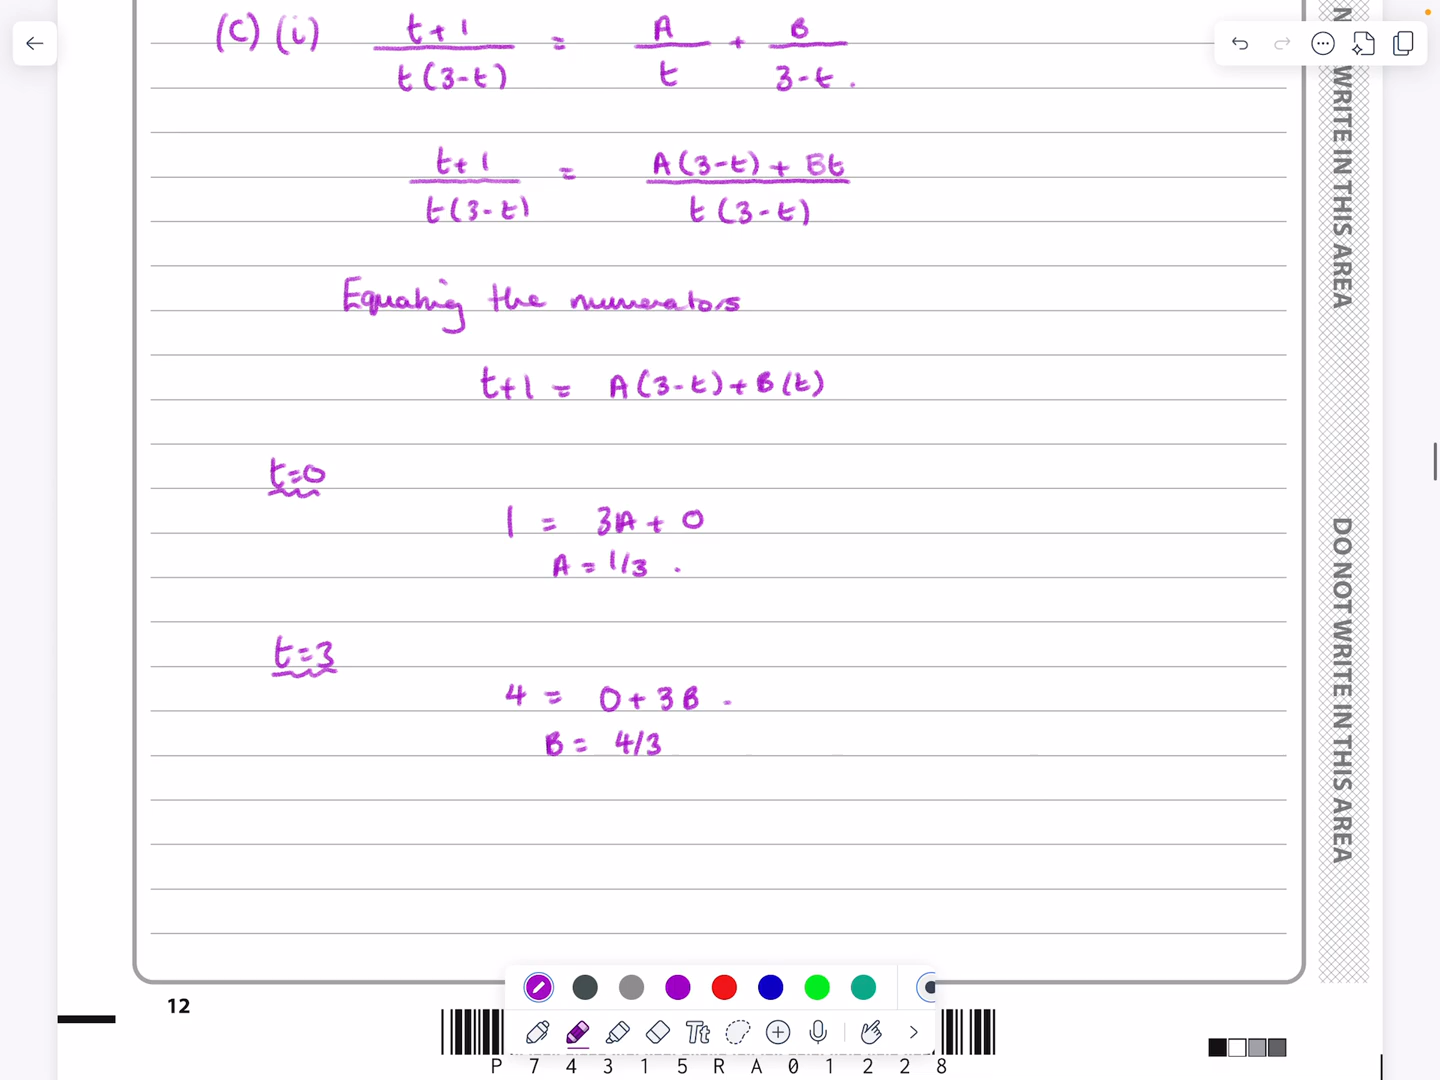 (C) (i) t+1 / t(3-t) = A / t + B / 3-t .
t+1 / t(3-t) = A(3-t) + Bt / t(3-t)
Equating the numerators
t+1 = A(3-t) + B(t)
t=0
1 = 3A + 0
A = 1/3 .
t=3
4 = 0 + 3B .
B = 4/3
12
P 7 4 3 1 5 R A 0 1 2 2 8
WRITE IN THIS AREA
DO NOT WRITE IN THIS AREA
Tt